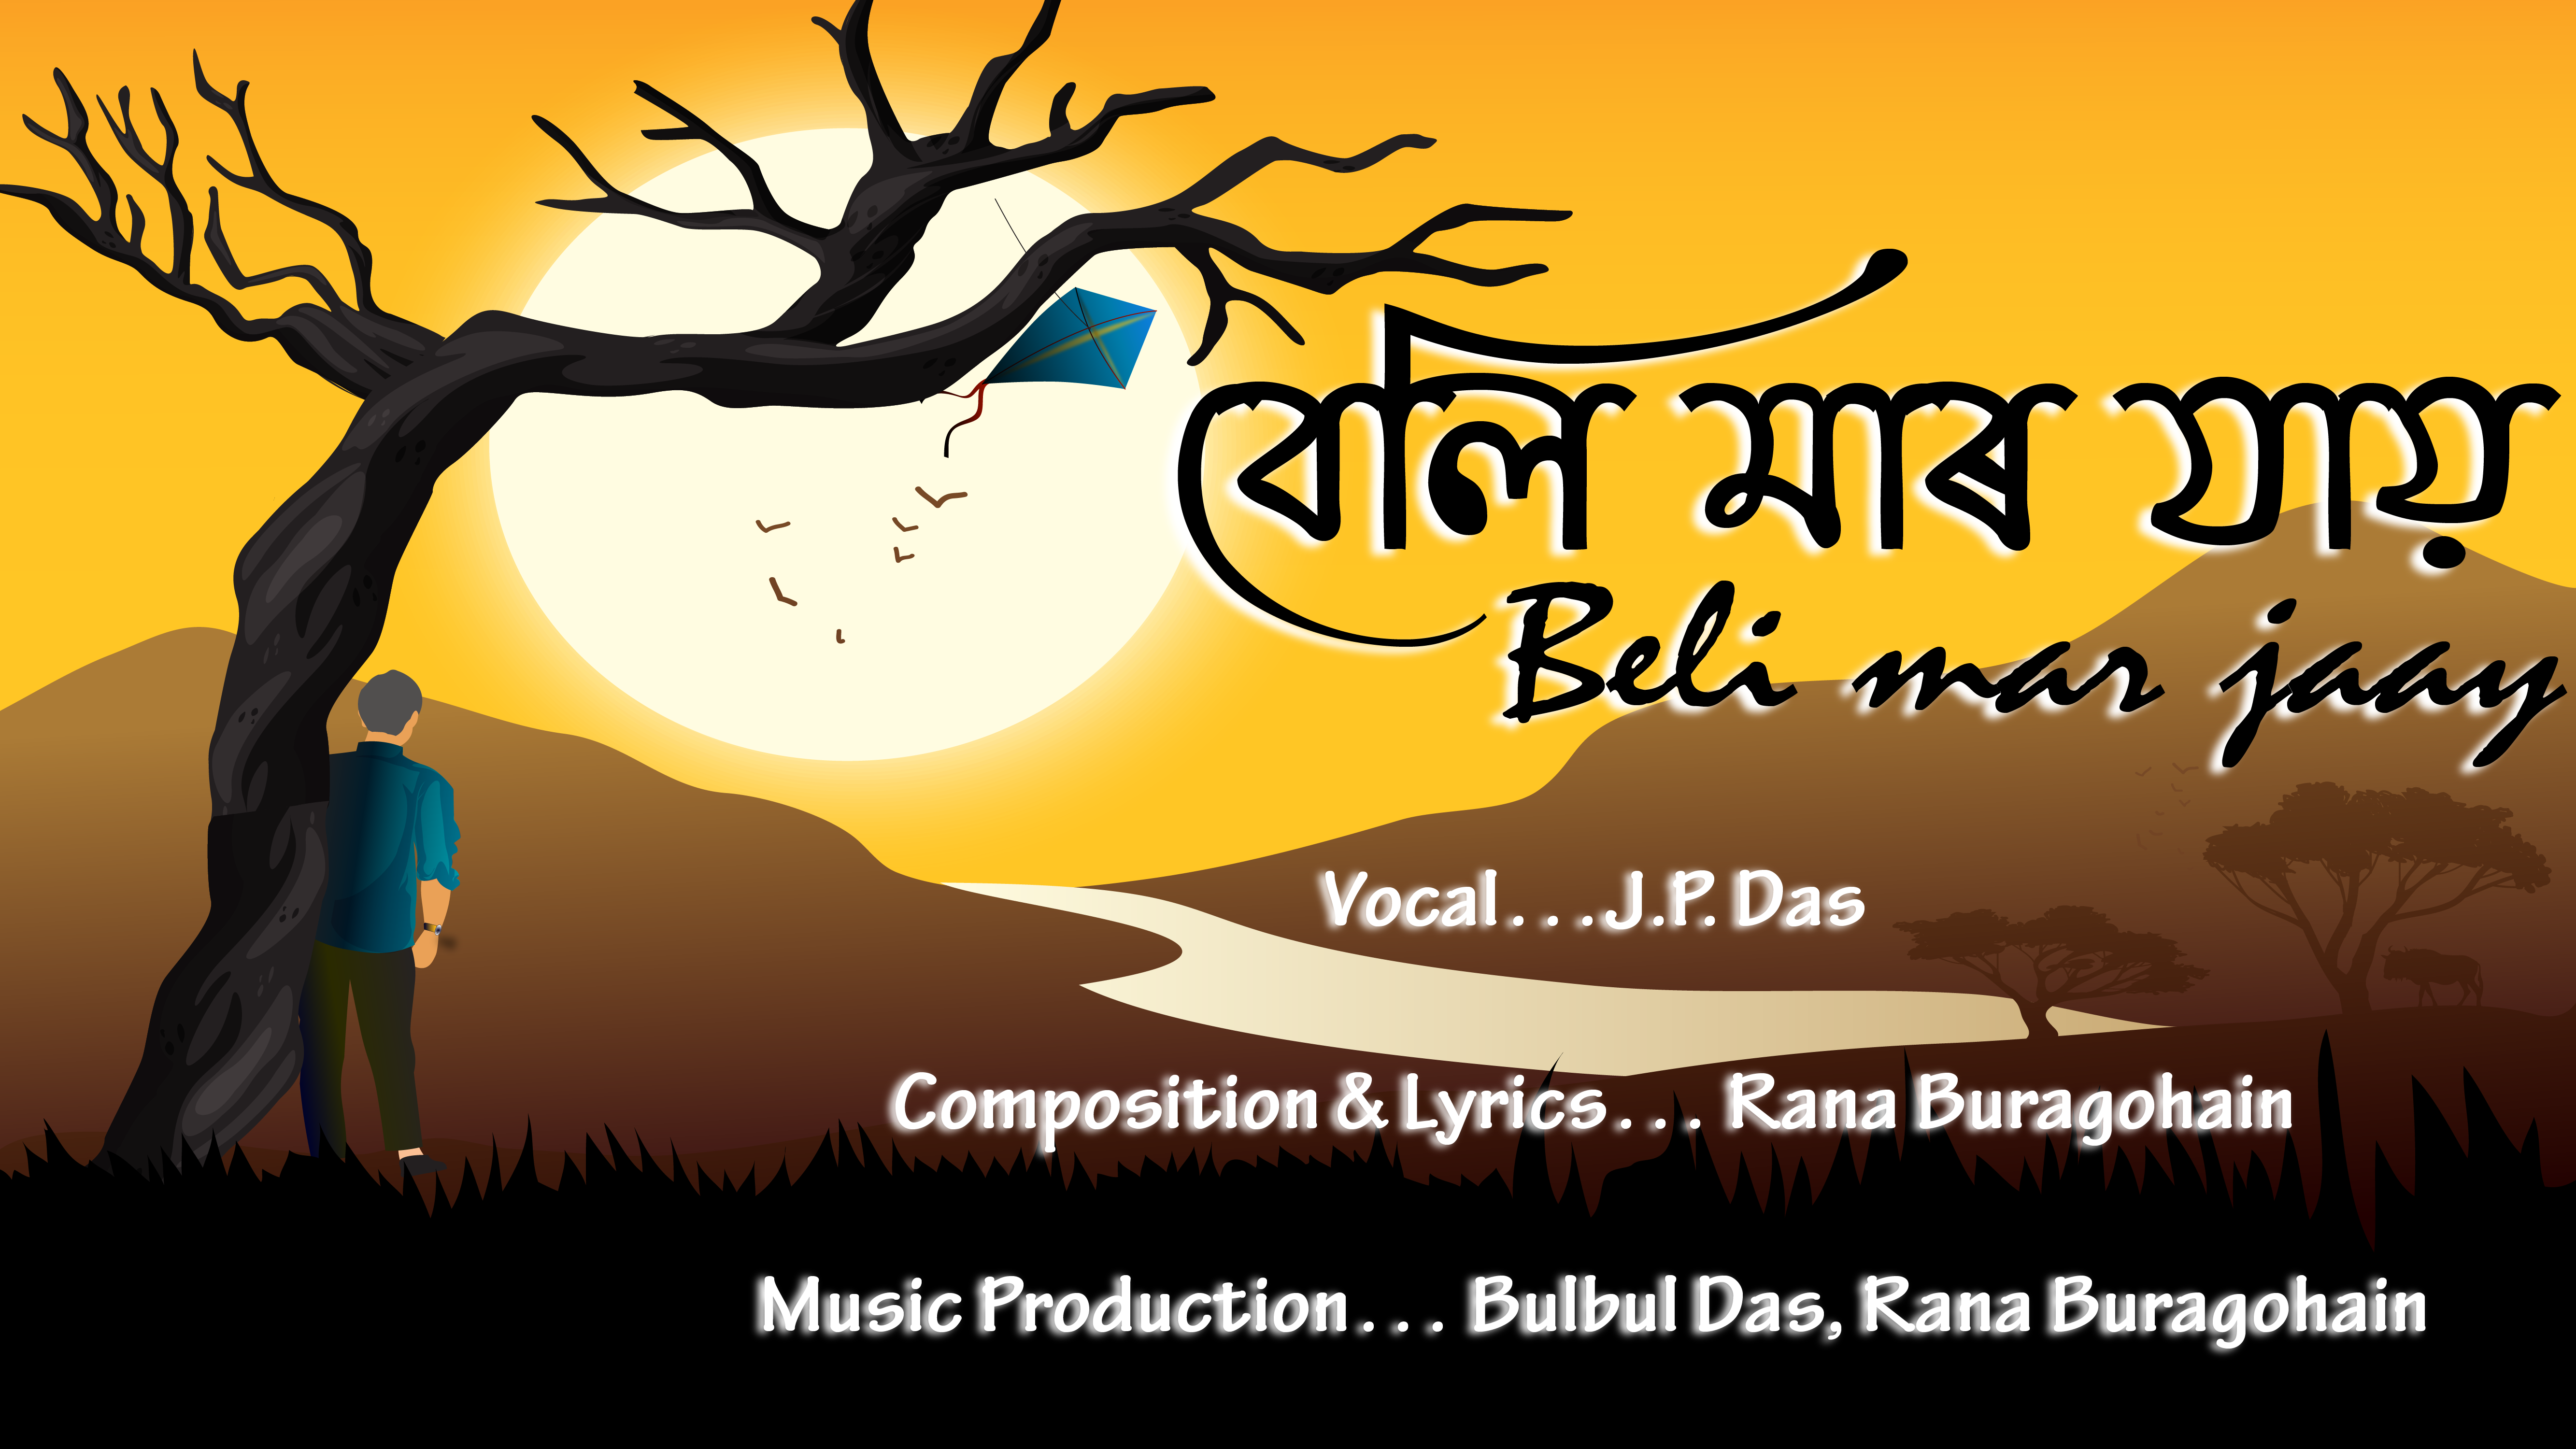 বেলি মাৰ যায়
Beli mar jaay
Vocal...J.P. Das
Composition & Lyrics... Rana Buragohain
Music Production... Bulbul Das, Rana Buragohain